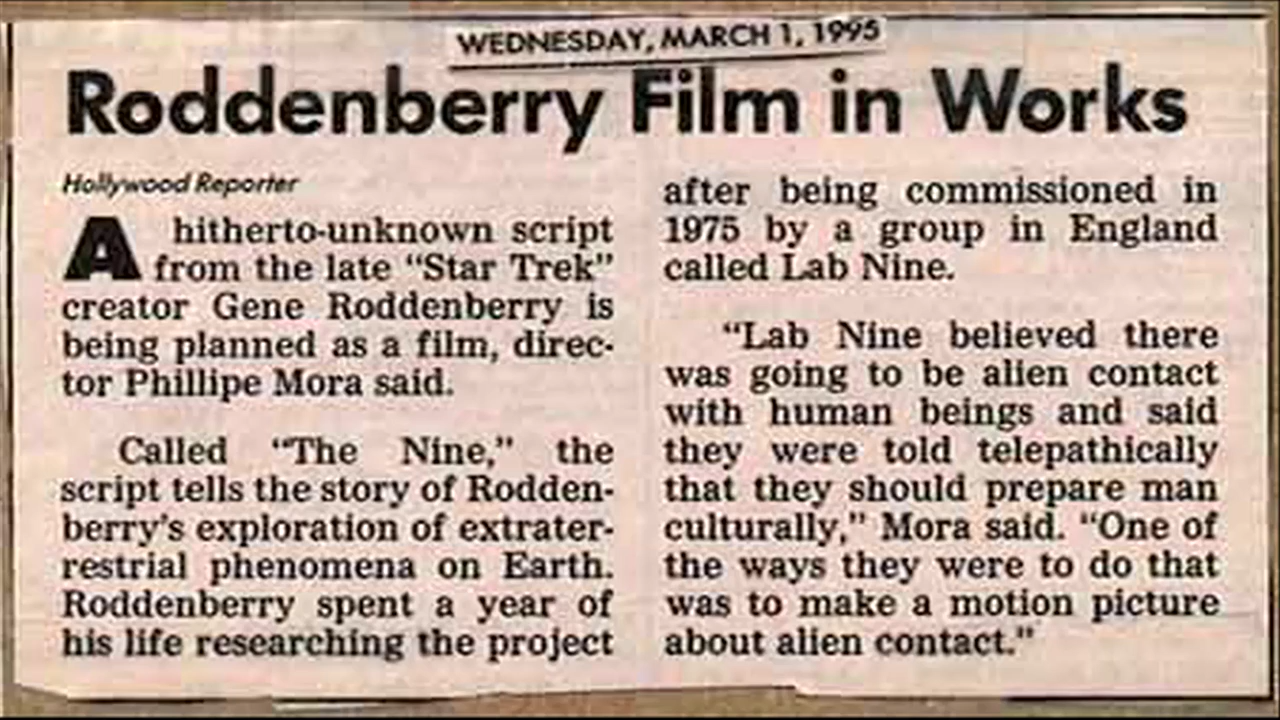 WEDNESDAY, MARCH 1, 1995
Roddenberry Film in Works
Hollywood Reporter
A hitherto-unknown script
from the late “Star Trek”
creator Gene Roddenberry is
being planned as a film, direc-
tor Phillipe Mora said.
Called “The Nine,” the
script tells the story of Rodden-
berry’s exploration of extrater-
restrial phenomena on Earth.
Roddenberry spent a year of
his life researching the project
after being commissioned in
1975 by a group in England
called Lab Nine.
“Lab Nine believed there
was going to be alien contact
with human beings and said
they were told telepathically
that they should prepare man
culturally,” Mora said. “One of
the ways they were to do that
was to make a motion picture
about alien contact.”